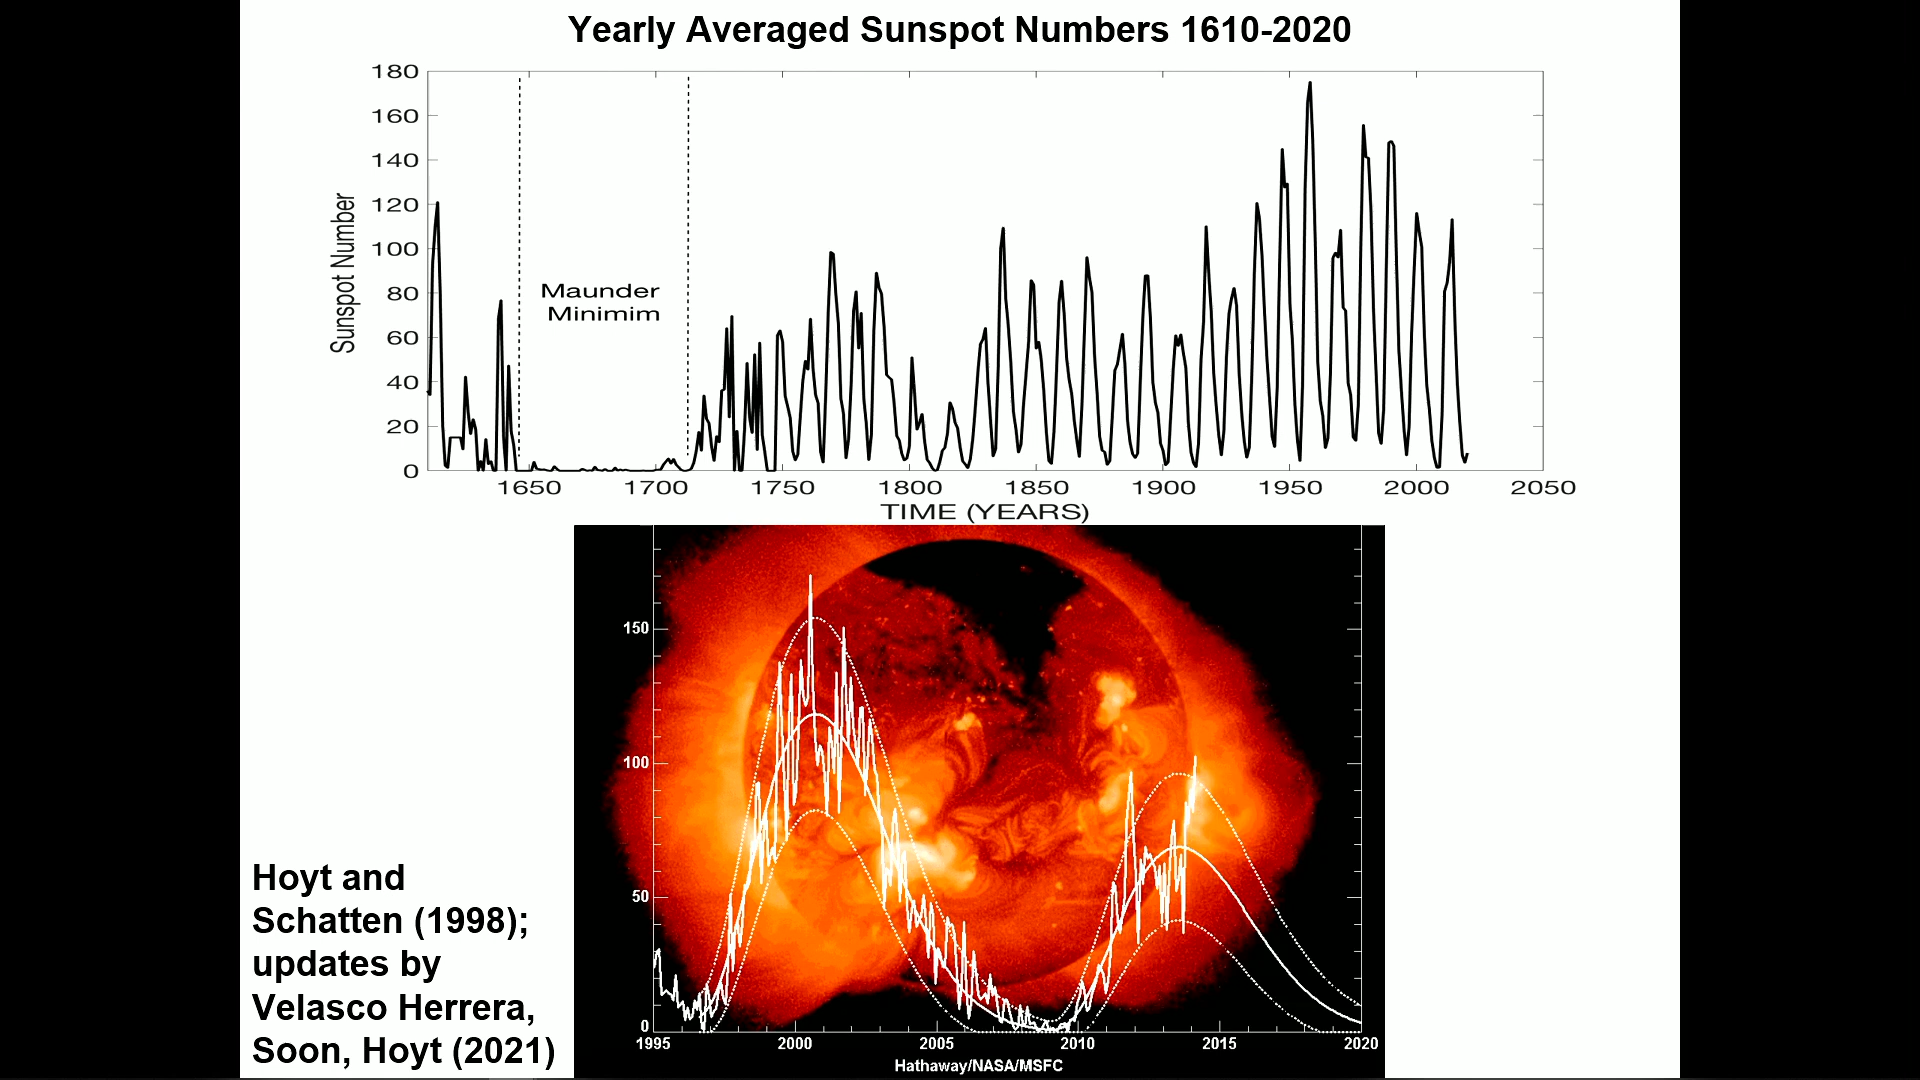 Yearly Averaged Sunspot Numbers 1610-2020
180
160
140
120
100
80
60
40
20
0
Sunspot Number
Maunder
Minimim
1650 1700 1750 1800 1850 1900 1950 2000 2050
TIME (YEARS)
150
100
50
0
1995 2000 2005 2010 2015 2020
Hathaway/NASA/MSFC
Hoyt and
Schatten (1998);
updates by
Velasco Herrera,
Soon, Hoyt (2021)